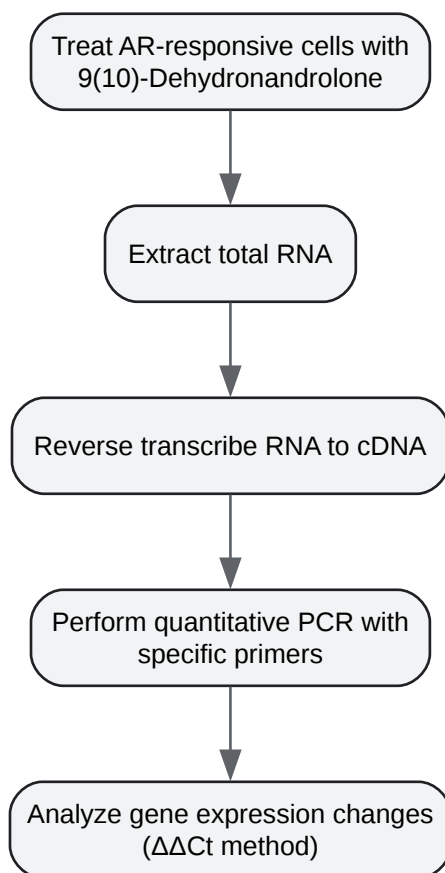 Treat AR-responsive cells with
9(10)-Dehydronandrolone
Extract total RNA
Reverse transcribe RNA to cDNA
Perform quantitative PCR with
specific primers
Analyze gene expression changes
(ΔΔCt method)